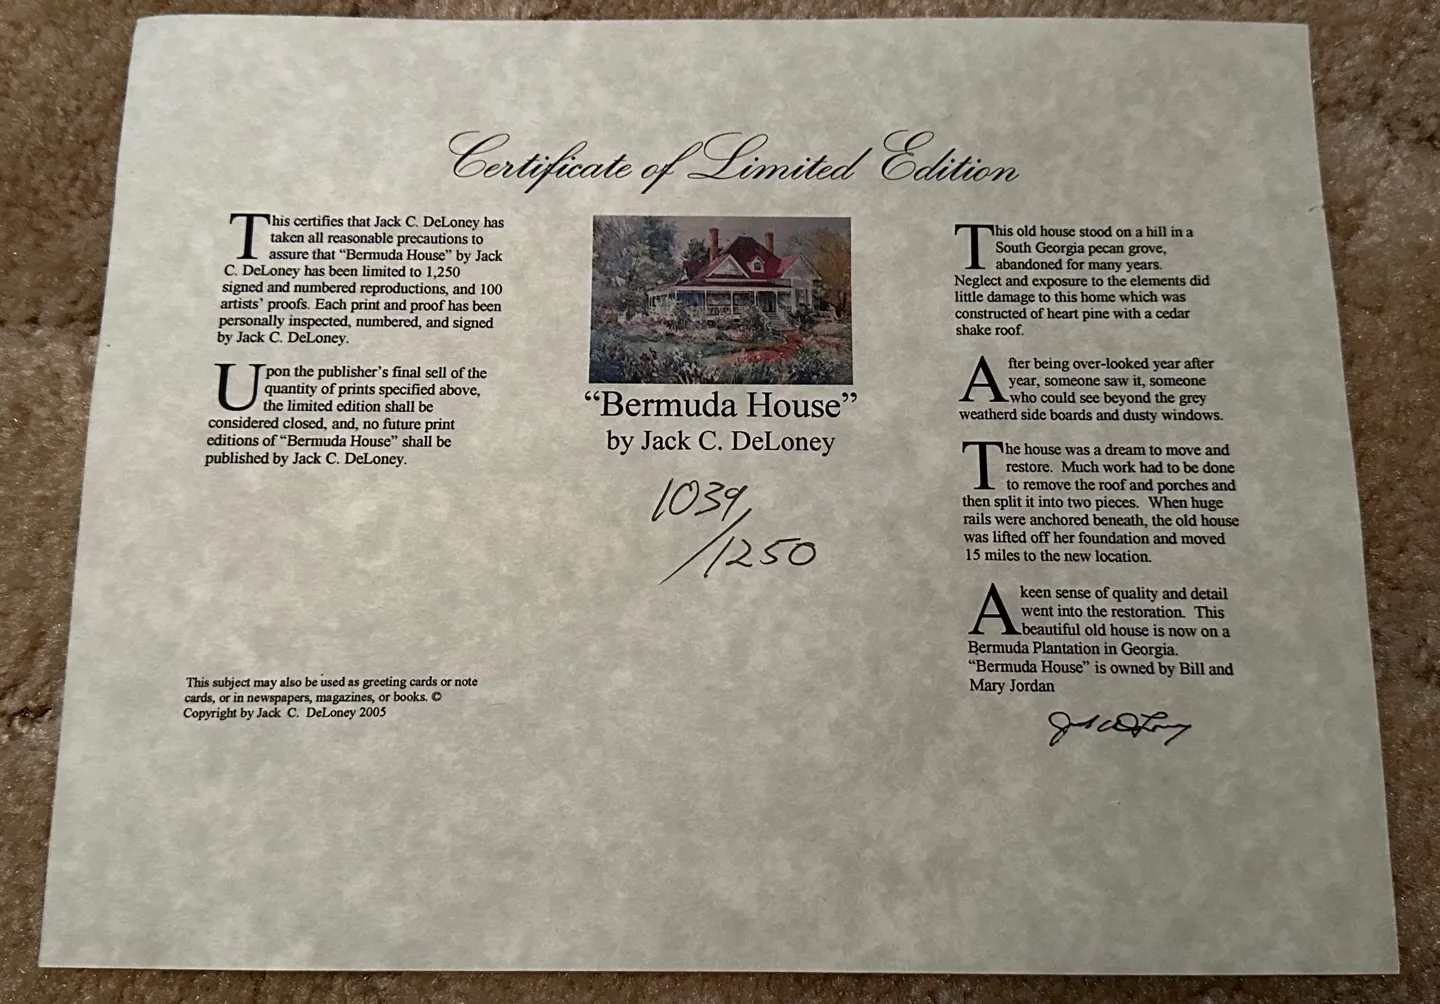 Certificate of Limited Edition
This certifies that Jack C. DeLoney has
taken all reasonable precautions to
assure that “Bermuda House” by Jack
C. DeLoney has been limited to 1,250
signed and numbered reproductions, and 100
artists’ proofs. Each print and proof has been
personally inspected, numbered, and signed
by Jack C. DeLoney.
Upon the publisher’s final sell of the
quantity of prints specified above,
the limited edition shall be
considered closed, and, no future print
editions of “Bermuda House” shall be
published by Jack C. DeLoney.
This subject may also be used as greeting cards or note
cards, or in newspapers, magazines, or books. ©
Copyright by Jack C. DeLoney 2005
“Bermuda House”
by Jack C. DeLoney
1039
/1250
This old house stood on a hill in a
South Georgia pecan grove,
abandoned for many years.
Neglect and exposure to the elements did
little damage to this home which was
constructed of heart pine with a cedar
shake roof.
After being over-looked year after
year, someone saw it, someone
who could see beyond the grey
weatherd side boards and dusty windows.
The house was a dream to move and
restore. Much work had to be done
to remove the roof and porches and
then split it into two pieces. When huge
rails were anchored beneath, the old house
was lifted off her foundation and moved
15 miles to the new location.
A keen sense of quality and detail
went into the restoration. This
beautiful old house is now on a
Bermuda Plantation in Georgia.
“Bermuda House” is owned by Bill and
Mary Jordan